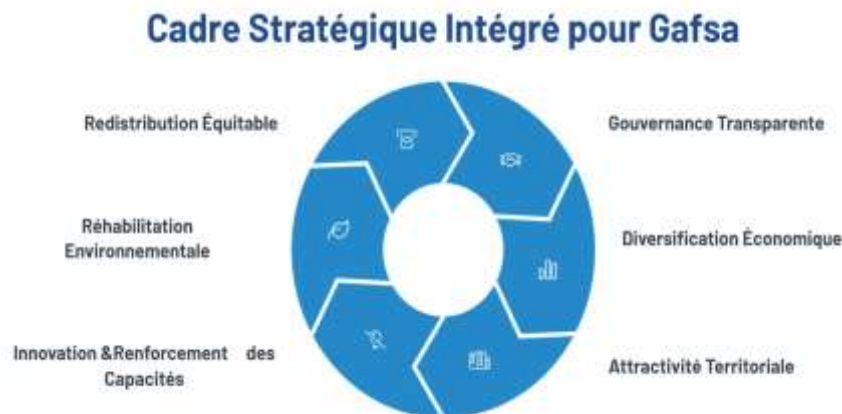 Cadre Stratégique Intégré pour Gafsa
Redistribution Équitable
Gouvernance Transparente
Réhabilitation
Environnementale
Diversification Économique
Innovation &Renforcement des
Capacités
Attractivité Territoriale